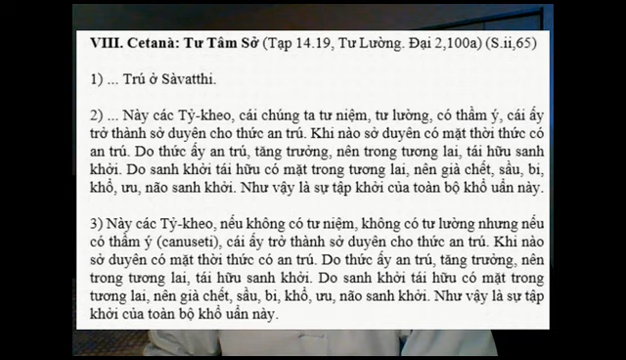 VIII. Cetanà: Tư Tâm Sở (Tạp 14.19, Tư Lường. Đại 2,100a) (S.ii,65)
1) ... Trú ở Sàvatthi.
2) ... Này các Tỷ-kheo, cái chúng ta tư niệm, tư lường, có thầm ý, cái ấy
trở thành sở duyên cho thức an trú. Khi nào sở duyên có mặt thời thức có
an trú. Do thức ấy an trú, tăng trưởng, nên trong tương lai, tái hữu sanh
khởi. Do sanh khởi tái hữu có mặt trong tương lai, nên già chết, sầu, bi,
khổ, ưu, não sanh khởi. Như vậy là sự tập khởi của toàn bộ khổ uẩn này.
3) Này các Tỷ-kheo, nếu không có tư niệm, không có tư lường nhưng nếu
có thầm ý (canuseti), cái ấy trở thành sở duyên cho thức an trú. Khi nào
sở duyên có mặt thời thức có an trú. Do thức ấy an trú, tăng trưởng, nên
trong tương lai, tái hữu sanh khởi. Do sanh khởi tái hữu có mặt trong
tương lai, nên già chết, sầu, bi, khổ, ưu, não sanh khởi. Như vậy là sự tập
khởi của toàn bộ khổ uẩn này.